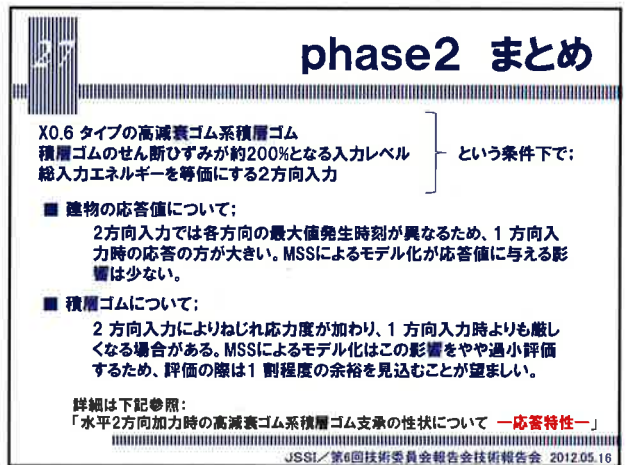 27
phase2 まとめ
X0.6 タイプの高減衰ゴム系積層ゴム
積層ゴムのせん断ひずみが約200%となる入力レベル
総入力エネルギーを等価にする2方向入力
という条件下で;
■ 建物の応答値について;
2方向入力では各方向の最大値発生時刻が異なるため、1 方向入
力時の応答の方が大きい。MSSによるモデル化が応答値に与える影
響は少ない。
■ 積層ゴムについて;
2 方向入力によりねじれ応力度が加わり、1 方向入力時よりも厳し
くなる場合がある。MSSによるモデル化はこの影響をやや過小評価
するため、評価の際は1 割程度の余裕を見込むことが望ましい。
詳細は下記参照:
「水平2方向加力時の高減衰ゴム系積層ゴム支承の性状について ―応答特性―」
JSSI/第6回技術委員会報告会技術報告会 2012.05.16